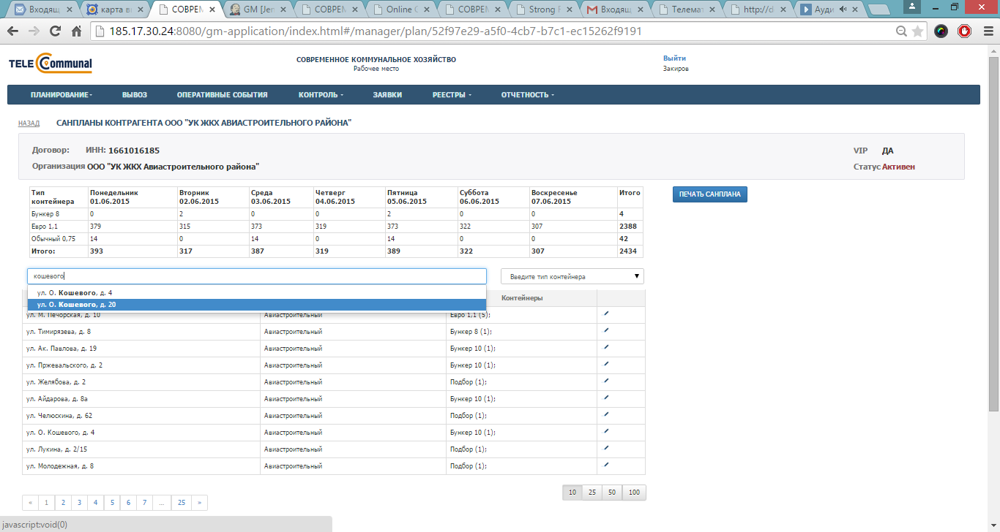 Входящ
карта в
СОВРЕМ
GM [Jen
СОВРЕМ
Online G
СОВРЕМ
Strong F
Входящ
Телемат
http://d
Ауди
185.17.30.24:8080/gm-application/index.html#/manager/plan/52f97e29-a5f0-4cb7-b7c1-ec15262f9191
TELE Communal
СОВРЕМЕННОЕ КОММУНАЛЬНОЕ ХОЗЯЙСТВО
Рабочее место
Выйти
Закиров
ПЛАНИРОВАНИЕ ВЫВОЗ ОПЕРАТИВНЫЕ СОБЫТИЯ КОНТРОЛЬ ЗАЯВКИ РЕЕСТРЫ ОТЧЕТНОСТЬ
НАЗАД САНПЛАНЫ КОНТРАГЕНТА ООО "УК ЖКХ АВИАСТРОИТЕЛЬНОГО РАЙОНА"
Договор: ИНН: 1661016185 VIP ДА
Организация ООО "УК ЖКХ Авиастроительного района" Статус Активен
Тип контейнера Понедельник 01.06.2015 Вторник 02.06.2015 Среда 03.06.2015 Четверг 04.06.2015 Пятница 05.06.2015 Суббота 06.06.2015 Воскресенье 07.06.2015 Итого
Бункер 8 0 2 0 0 2 0 0 4
Евро 1,1 379 315 373 319 373 322 307 2388
Обычный 0,75 14 0 14 0 14 0 0 42
Итого: 393 317 387 319 389 322 307 2434
ПЕЧАТЬ САНПЛАНА
кошевого
Введите тип контейнера ▼
ул. О. Кошевого, д. 4
ул. О. Кошевого, д. 20
Контейнеры
ул. М. Печорская, д. 10 Авиастроительный Евро 1,1 (5);
ул. Тимирязева, д. 8 Авиастроительный Бункер 8 (1);
ул. Ак. Павлова, д. 19 Авиастроительный Бункер 10 (1);
ул. Пржевальского, д. 2 Авиастроительный Бункер 10 (1);
ул. Желябова, д. 2 Авиастроительный Подбор (1);
ул. Айдарова, д. 8а Авиастроительный Бункер 10 (1);
ул. Челюскина, д. 62 Авиастроительный Подбор (1);
ул. О. Кошевого, д. 4 Авиастроительный Бункер 10 (1);
ул. Лукина, д. 2/15 Авиастроительный Подбор (1);
ул. Молодежная, д. 8 Авиастроительный Подбор (1);
10 25 50 100
« 1 2 3 4 5 6 7 ... 25 »
javascript:void(0)